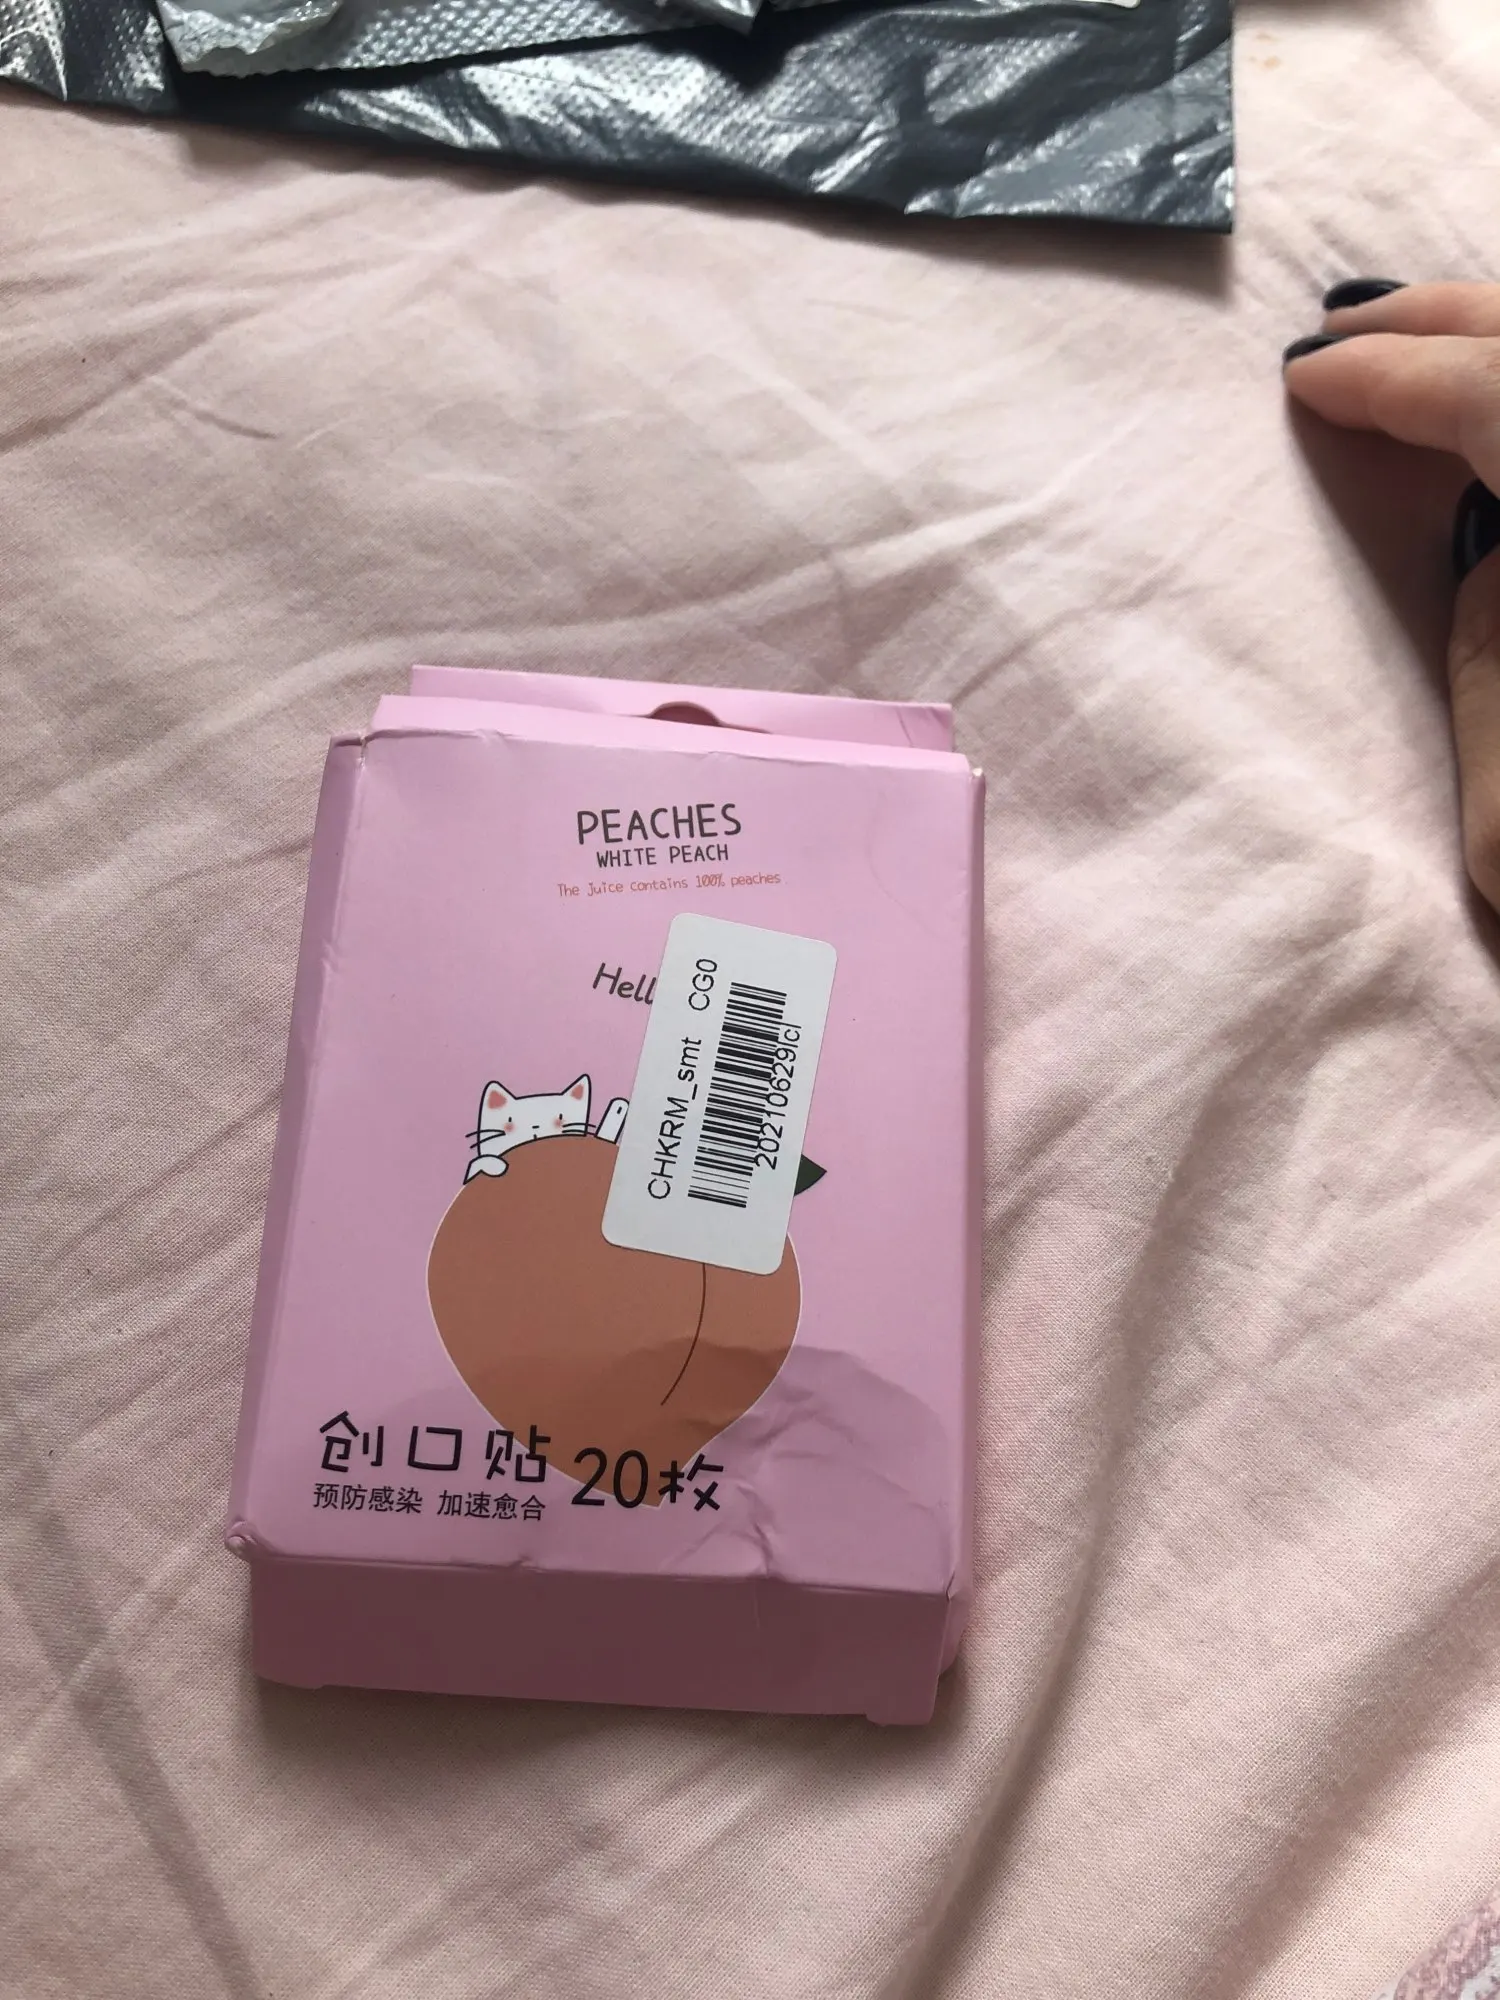 PEACHES
WHITE PEACH
The Juice contains 100% peaches
Hell
CHKRM_smt CG0
20210629lcl
创口贴 20枚
预防感染 加速愈合